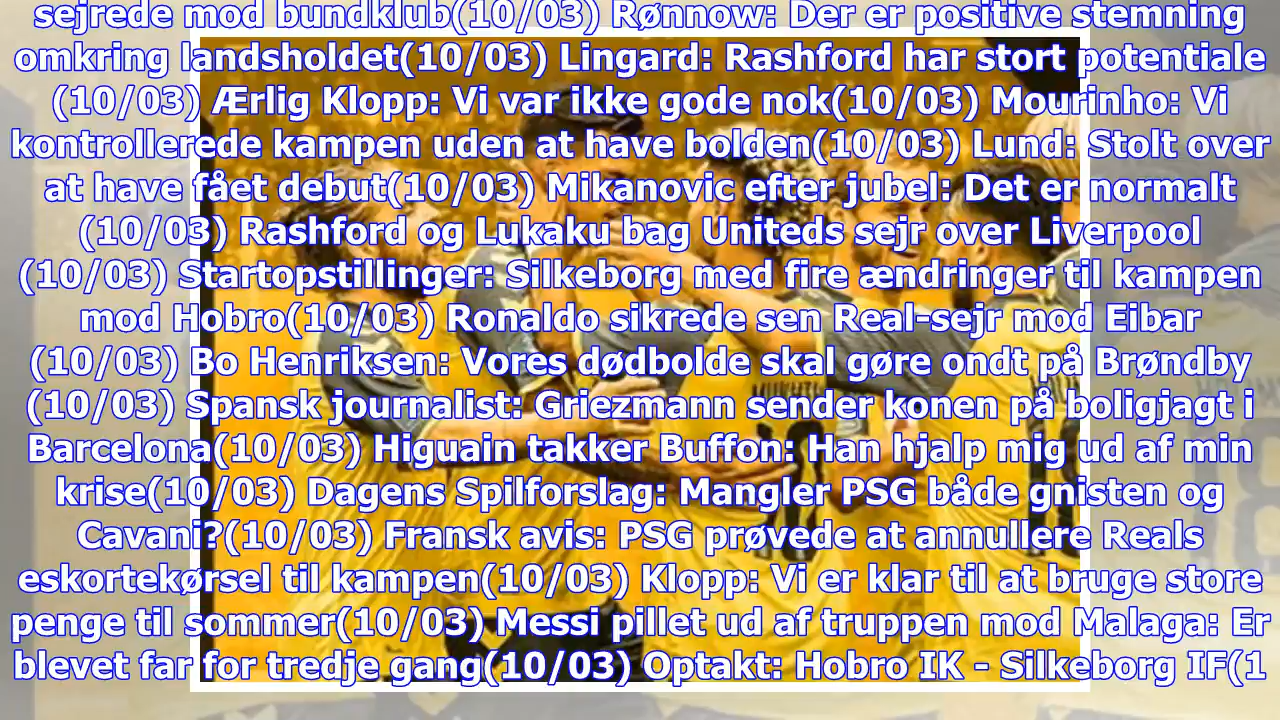 sejrede mod bundklub(10/03) Rønnow: Der er positive stemning
omkring landsholdet(10/03) Lingard: Rashford har stort potentiale
(10/03) Ærlig Klopp: Vi var ikke gode nok(10/03) Mourinho: Vi
kontrollerede kampen uden at have bolden(10/03) Lund: Stolt over
at have fået debut(10/03) Mikanovic efter jubel: Det er normalt
(10/03) Rashford og Lukaku bag Uniteds sejr over Liverpool
(10/03) Startopstillinger: Silkeborg med fire ændringer til kampen
mod Hobro(10/03) Ronaldo sikrede sen Real-sejr mod Eibar
(10/03) Bo Henriksen: Vores dødbolde skal gøre ondt på Brøndby
(10/03) Spansk journalist: Griezmann sender konen på boligjagt i
Barcelona(10/03) Higuain takker Buffon: Han hjalp mig ud af min
krise(10/03) Dagens Spilforslag: Mangler PSG både gnisten og
Cavani?(10/03) Fransk avis: PSG prøvede at annullere Reals
eskortekørsel til kampen(10/03) Klopp: Vi er klar til at bruge store
penge til sommer(10/03) Messi pillet ud af truppen mod Malaga: Er
blevet far for tredje gang(10/03) Optakt: Hobro IK - Silkeborg IF(1